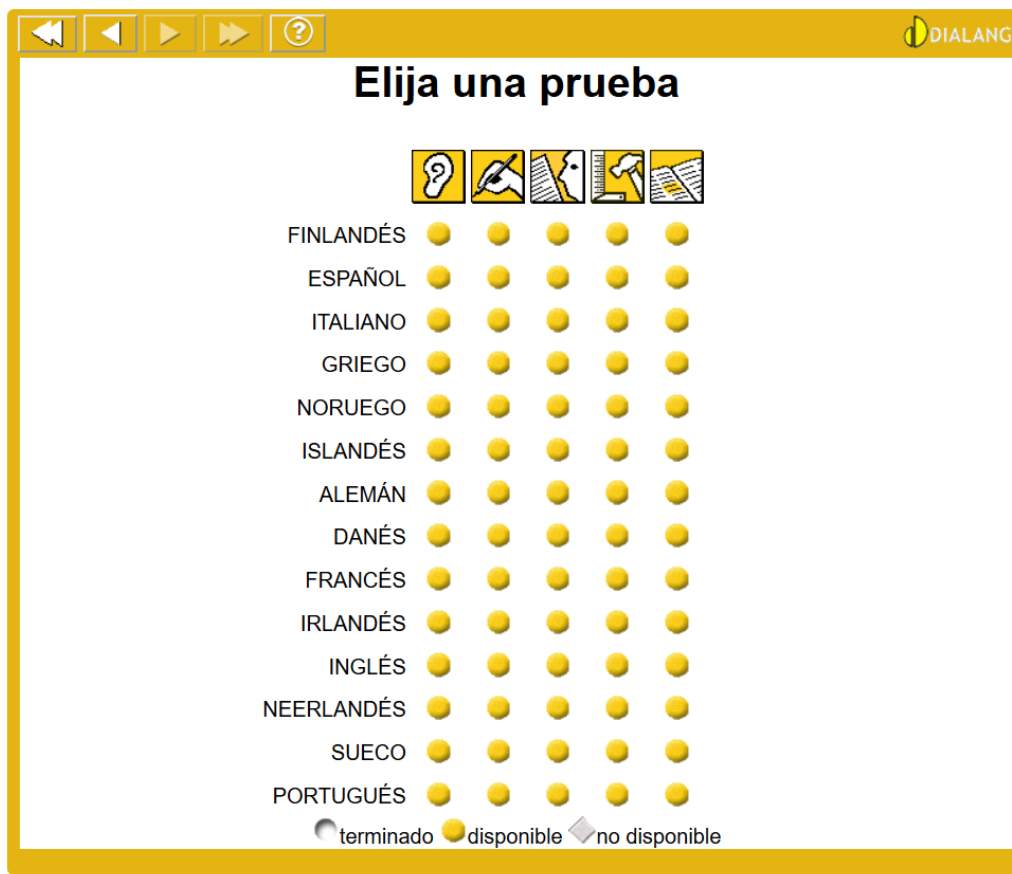 DIALANG
Elija una prueba
FINLANDÉS
ESPAÑOL
ITALIANO
GRIEGO
NORUEGO
ISLANDÉS
ALEMÁN
DANÉS
FRANCÉS
IRLANDÉS
INGLÉS
NEERLANDÉS
SUECO
PORTUGUÉS
terminado disponible no disponible